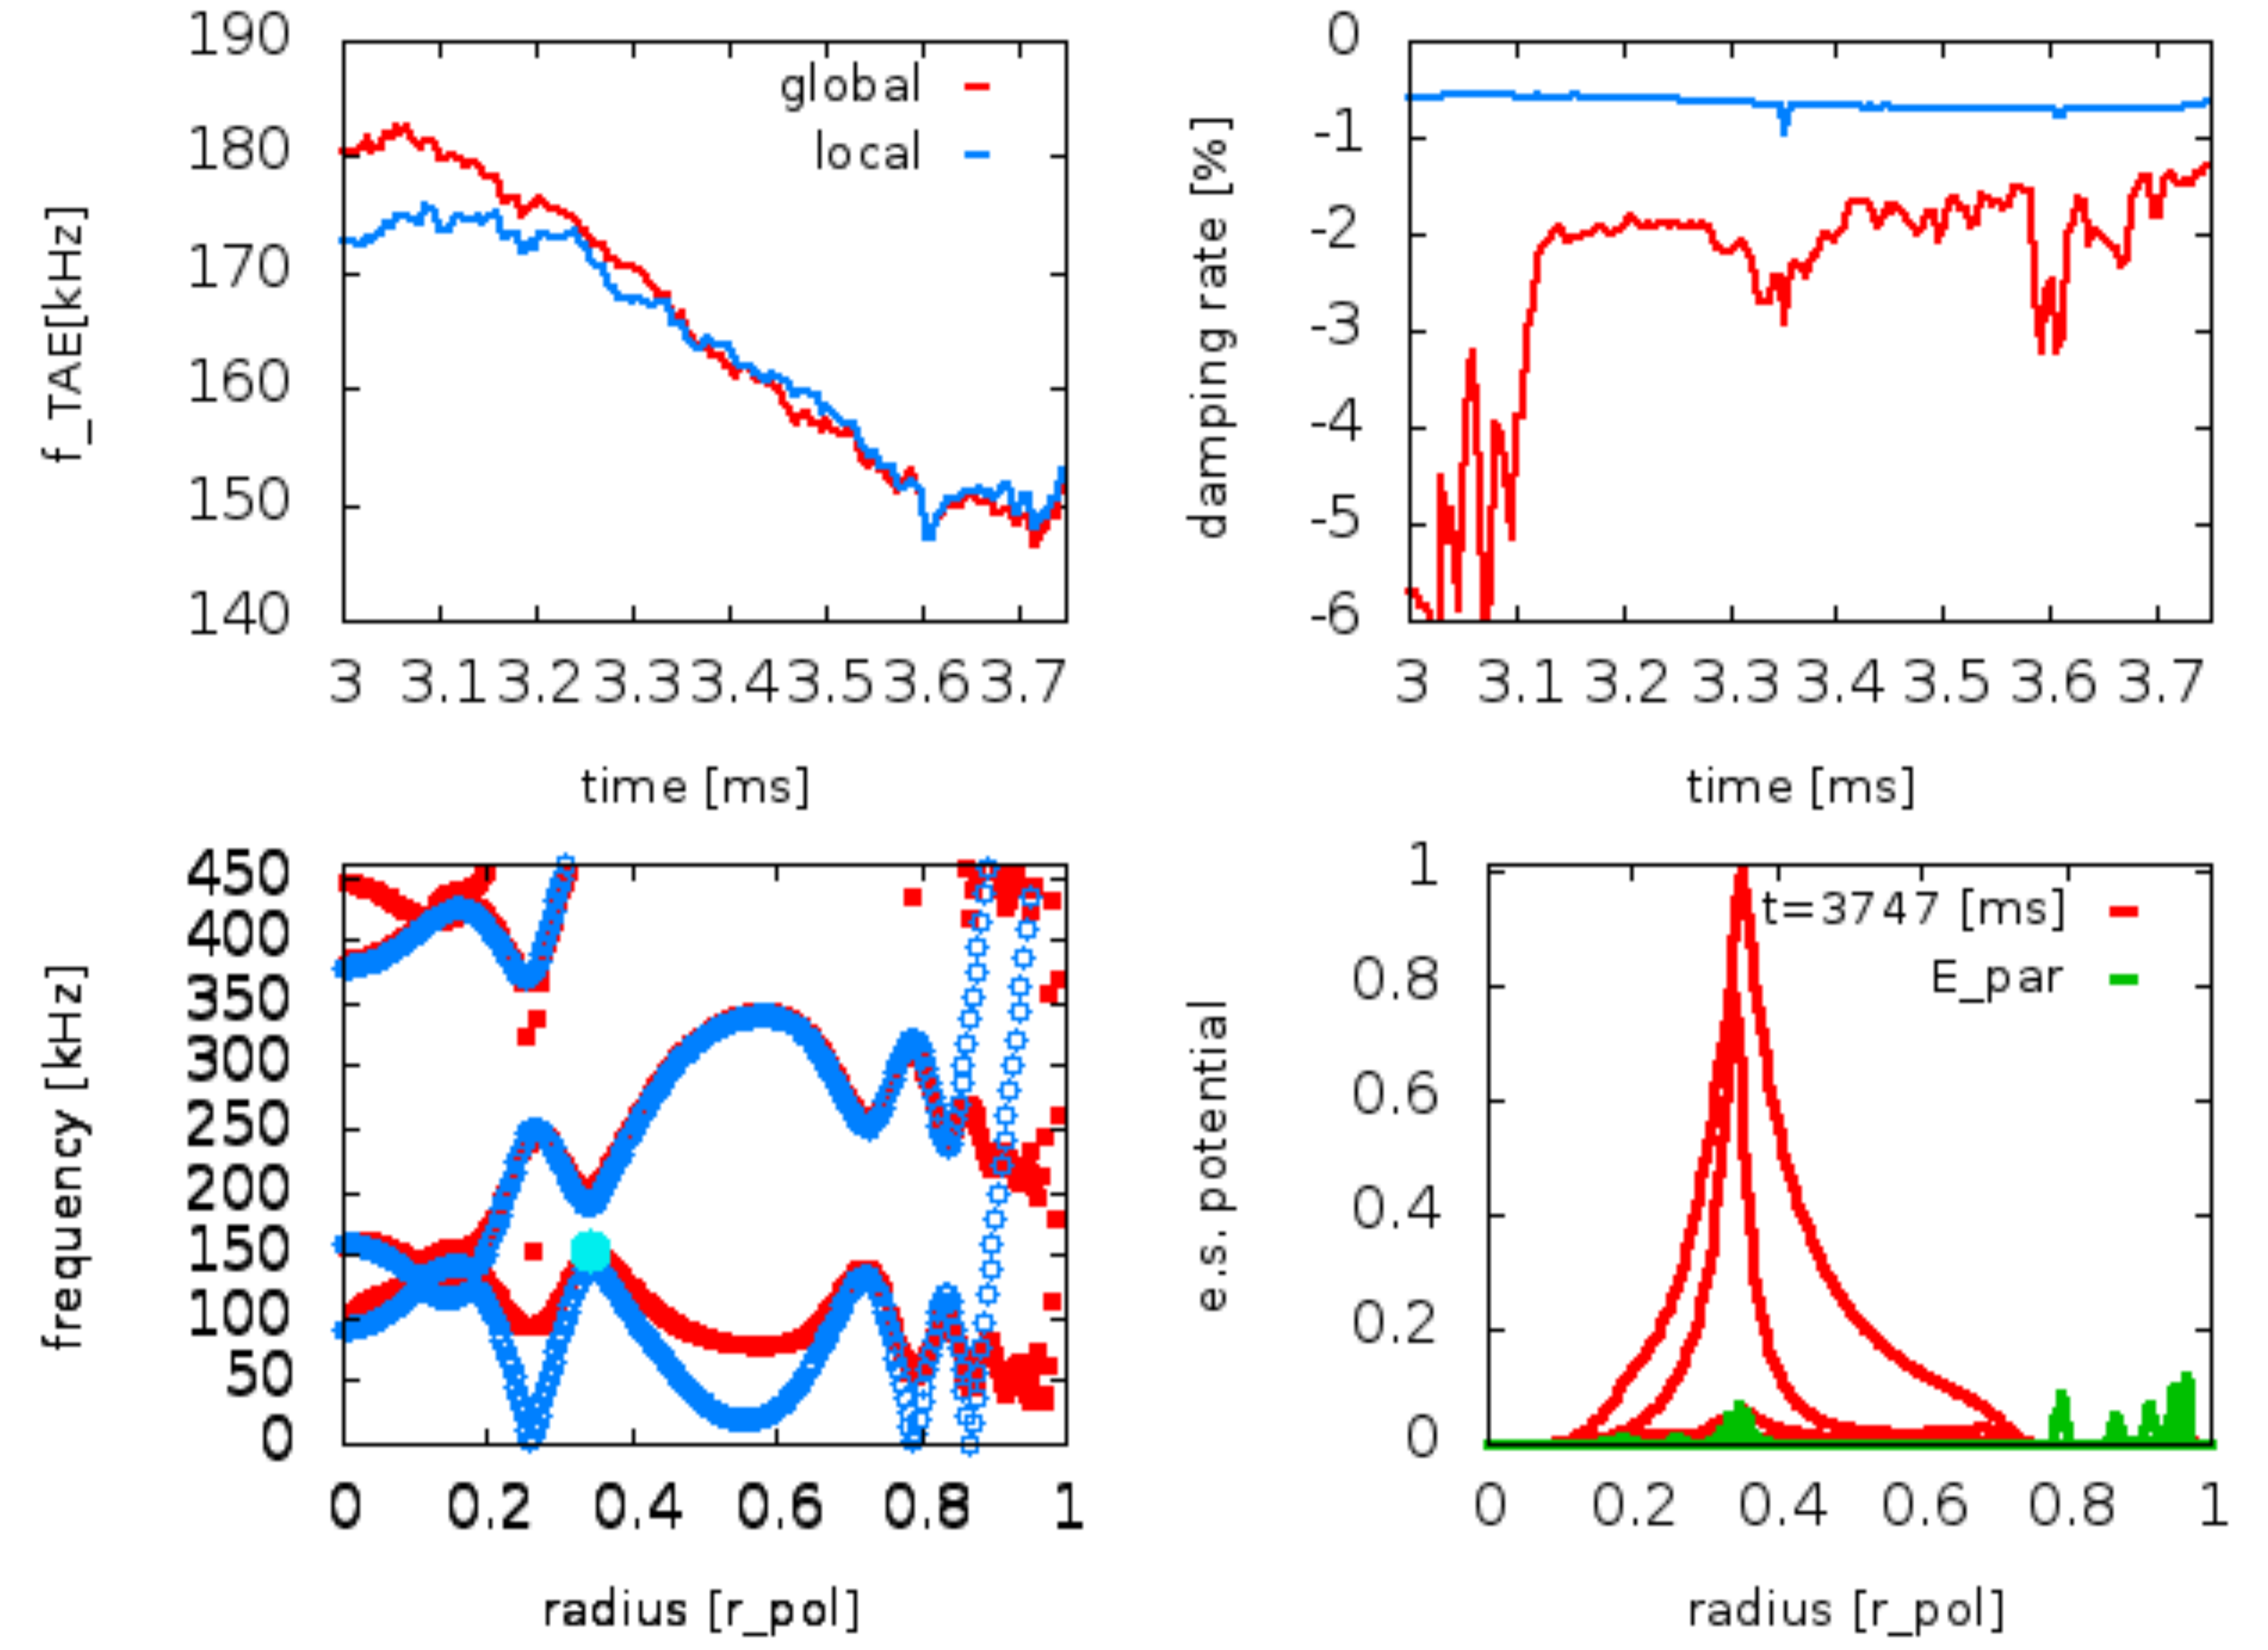 190
180
170
160
150
140
f_TAE[kHz]
global
local
3 3.1 3.2 3.3 3.4 3.5 3.6 3.7
time [ms]
0
-1
-2
-3
-4
-5
-6
damping rate [%]
3 3.1 3.2 3.3 3.4 3.5 3.6 3.7
time [ms]
450
400
350
300
250
200
150
100
50
0
frequency [kHz]
0 0.2 0.4 0.6 0.8 1
radius [r_pol]
1
0.8
0.6
0.4
0.2
0
e.s. potential
t=3747 [ms]
E_par
0 0.2 0.4 0.6 0.8 1
radius [r_pol]